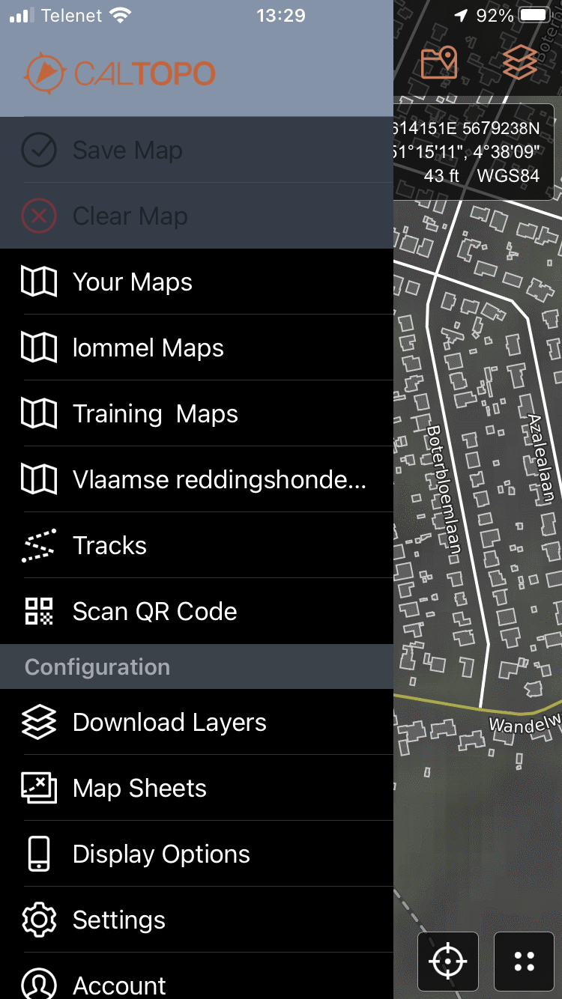 Telenet
13:29
92%
CALTOPO
614151E 5679238N
51°15'11", 4°38'09"
43 ft WGS84
Save Map
Clear Map
Your Maps
lommel Maps
Training  Maps
Vlaamse reddingshonde...
Tracks
Scan QR Code
Configuration
Download Layers
Map Sheets
Display Options
Settings
Account
Boterbloemlaan
Azalealaan
Wandelw